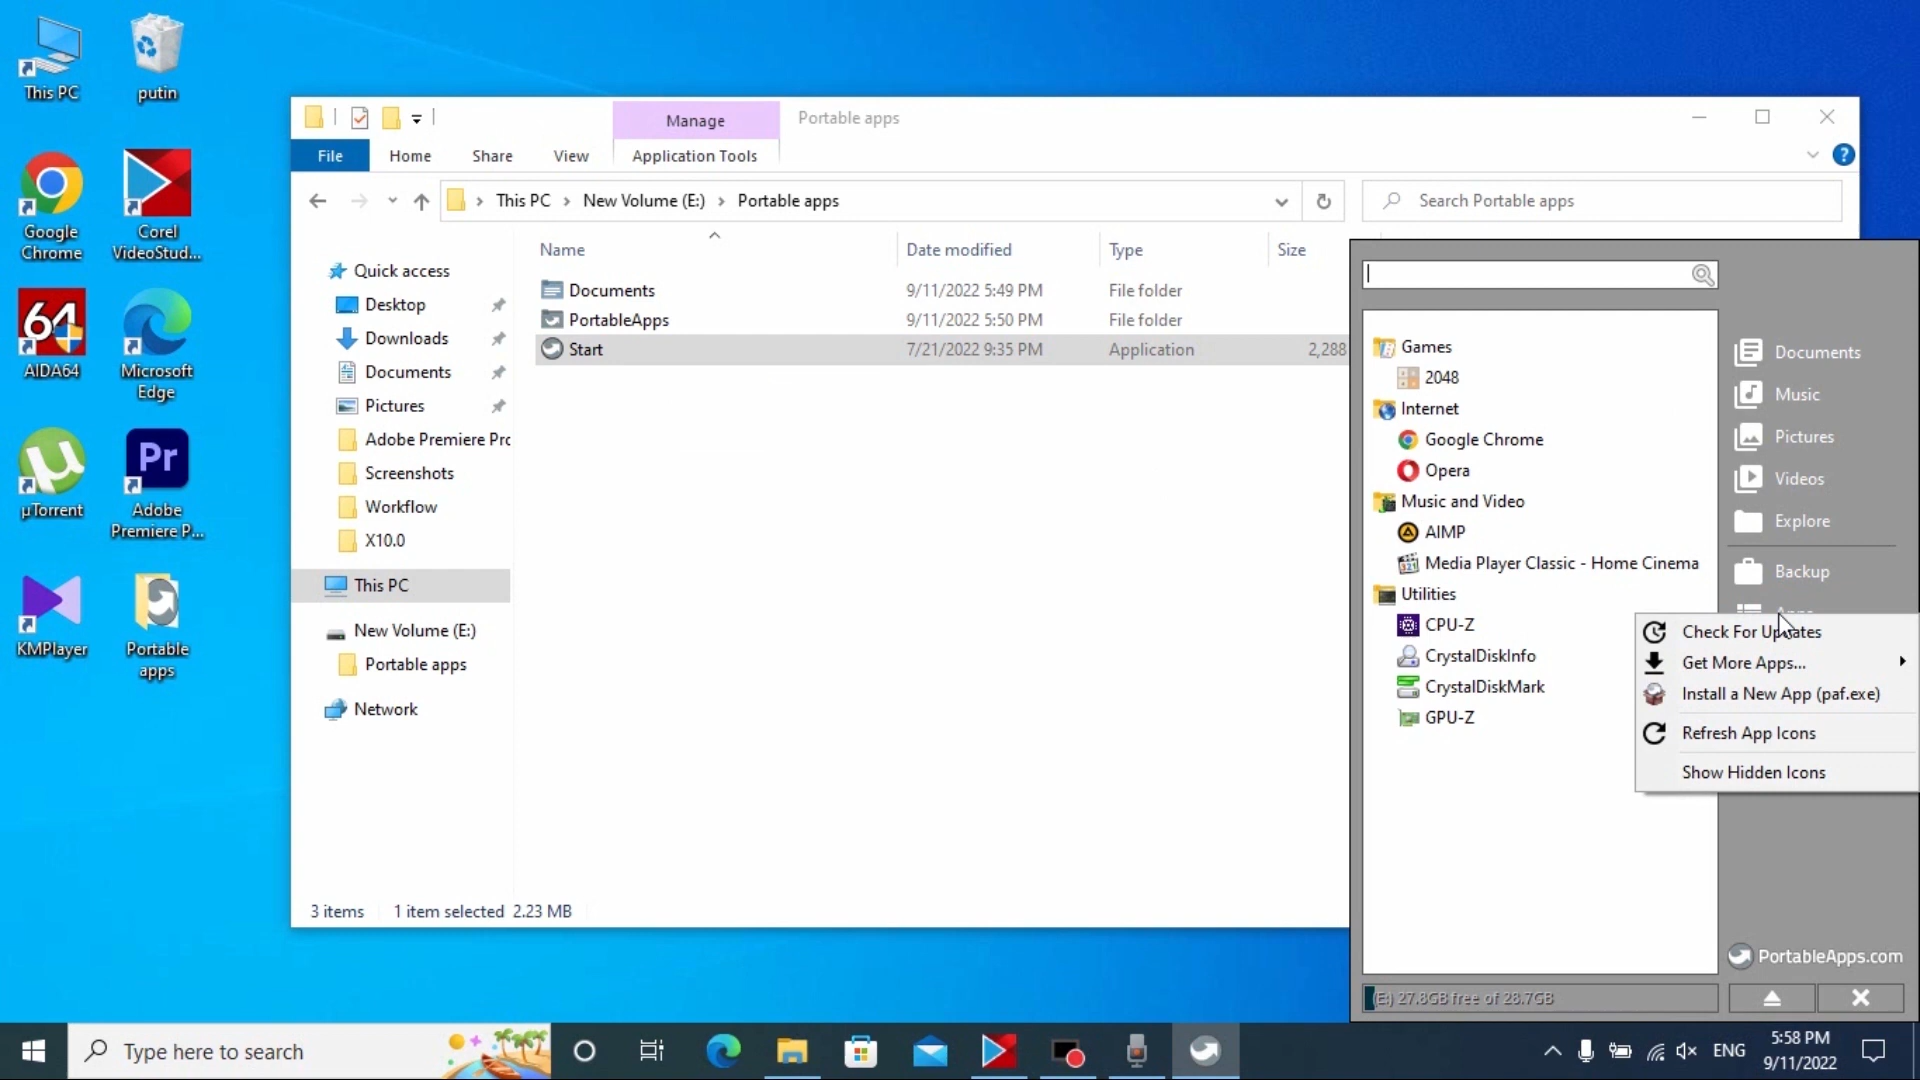 This PC
putin
Google
Chrome
Corel
VideoStud...
64
AIDA64
Microsoft
Edge
µTorrent
Pr
Adobe
Premiere P...
KMPlayer
Portable
apps
Manage
Portable apps
File
Home
Share
View
Application Tools
This PC
New Volume (E:)
Portable apps
Search Portable apps
Name
Date modified
Type
Size
Documents
9/11/2022 5:49 PM
File folder
PortableApps
9/11/2022 5:50 PM
File folder
Start
7/21/2022 9:35 PM
Application
2,288
Quick access
Desktop
Downloads
Documents
Pictures
Adobe Premiere Pro
Screenshots
Workflow
X10.0
This PC
New Volume (E:)
Portable apps
Network
3 items
1 item selected 2.23 MB
Games
2048
Internet
Google Chrome
Opera
Music and Video
AIMP
Media Player Classic - Home Cinema
Utilities
CPU-Z
CrystalDiskInfo
CrystalDiskMark
GPU-Z
Documents
Music
Pictures
Videos
Explore
Backup
Apps
Check For Updates
Get More Apps...
Install a New App (paf.exe)
Refresh App Icons
Show Hidden Icons
PortableApps.com
(E:) 27.8GB free of 28.7GB
Type here to search
ENG
5:58 PM
9/11/2022